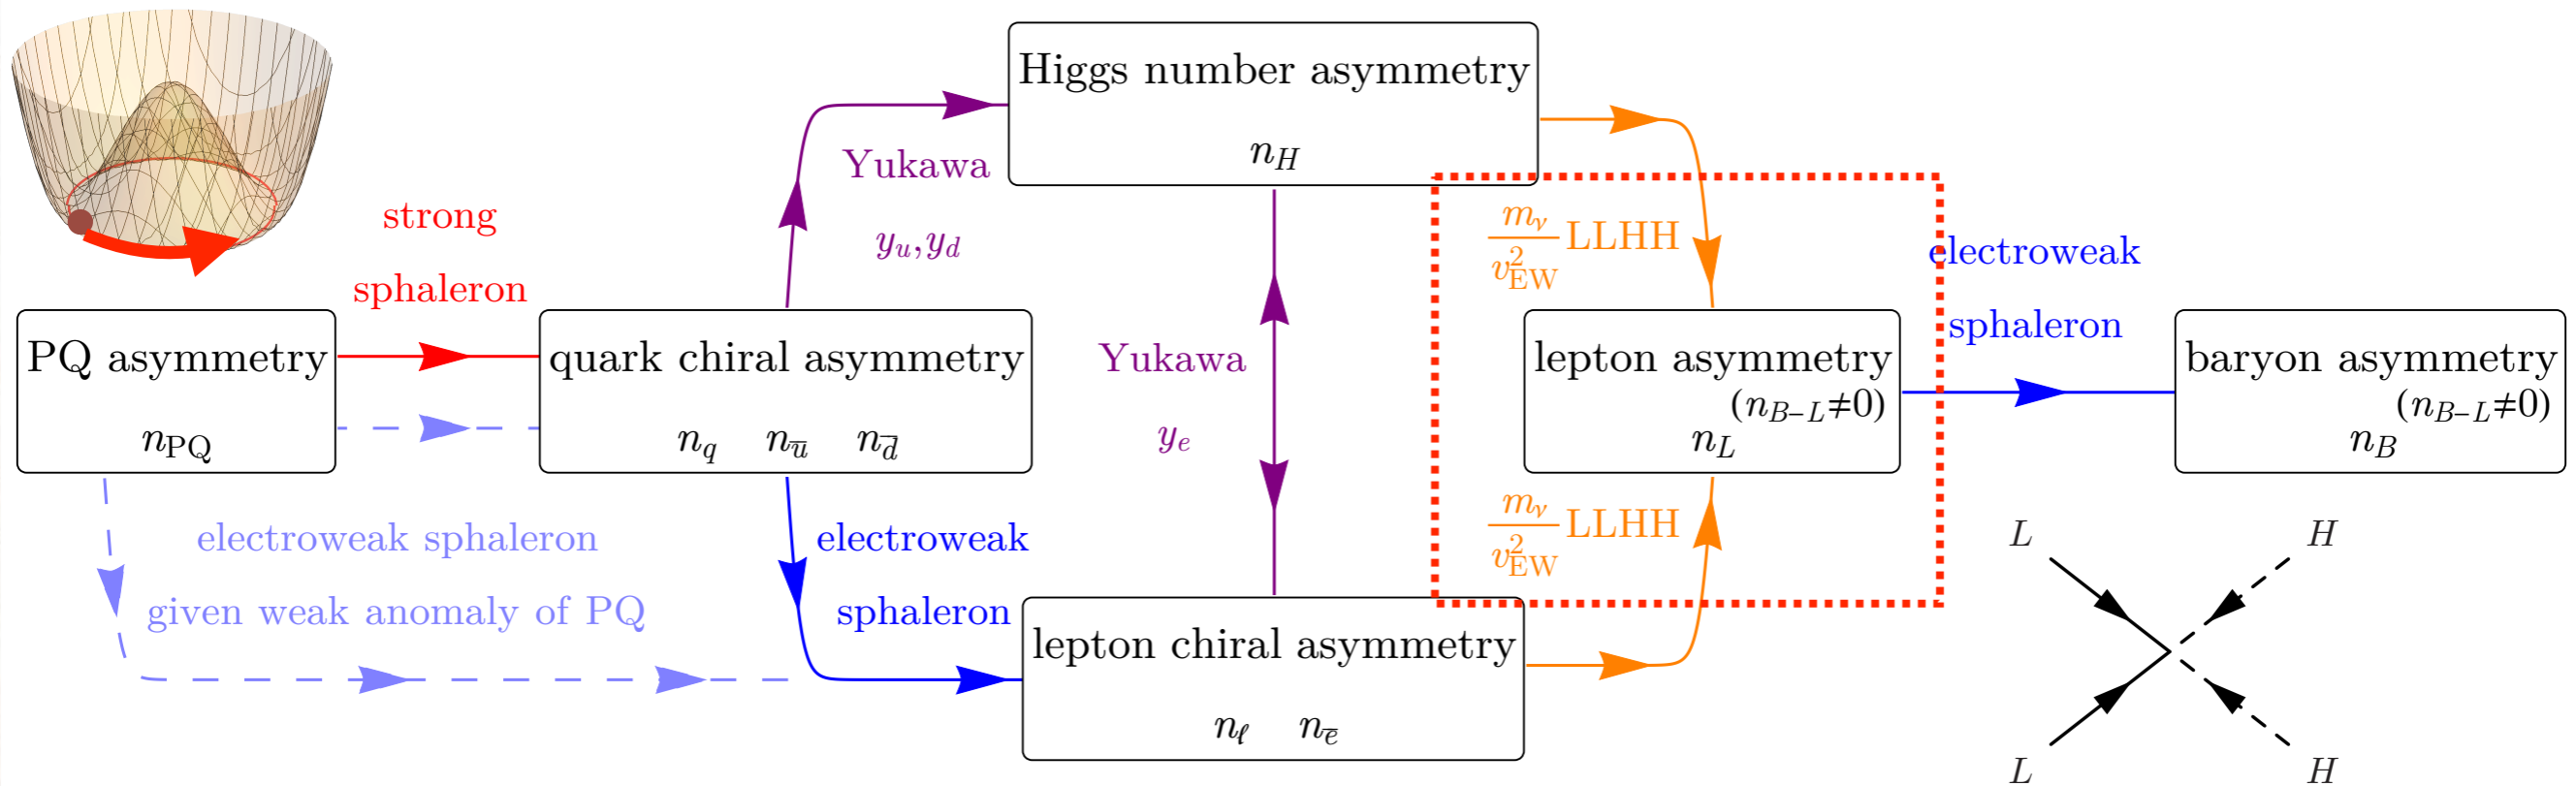 Higgs number asymmetry
n_H
Yukawa
y_u, y_d
strong
sphaleron
PQ asymmetry
n_PQ
quark chiral asymmetry
n_q n_ū n_d̄
Yukawa
y_e
m_ν/v²_EW LLHH
lepton asymmetry
(n_B−L≠0)
n_L
electroweak
sphaleron
baryon asymmetry
(n_B−L≠0)
n_B
electroweak sphaleron
given weak anomaly of PQ
electroweak
sphaleron
m_ν/v²_EW LLHH
lepton chiral asymmetry
n_ℓ n_ē
L H
L H